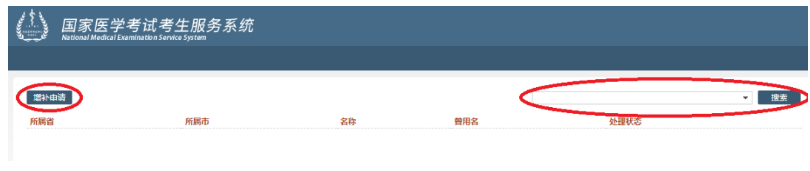 国家医学考试考生服务系统
National Medical Examination Service System
增补申请 搜索
所属省 所属市 名称 曾用名 处理状态